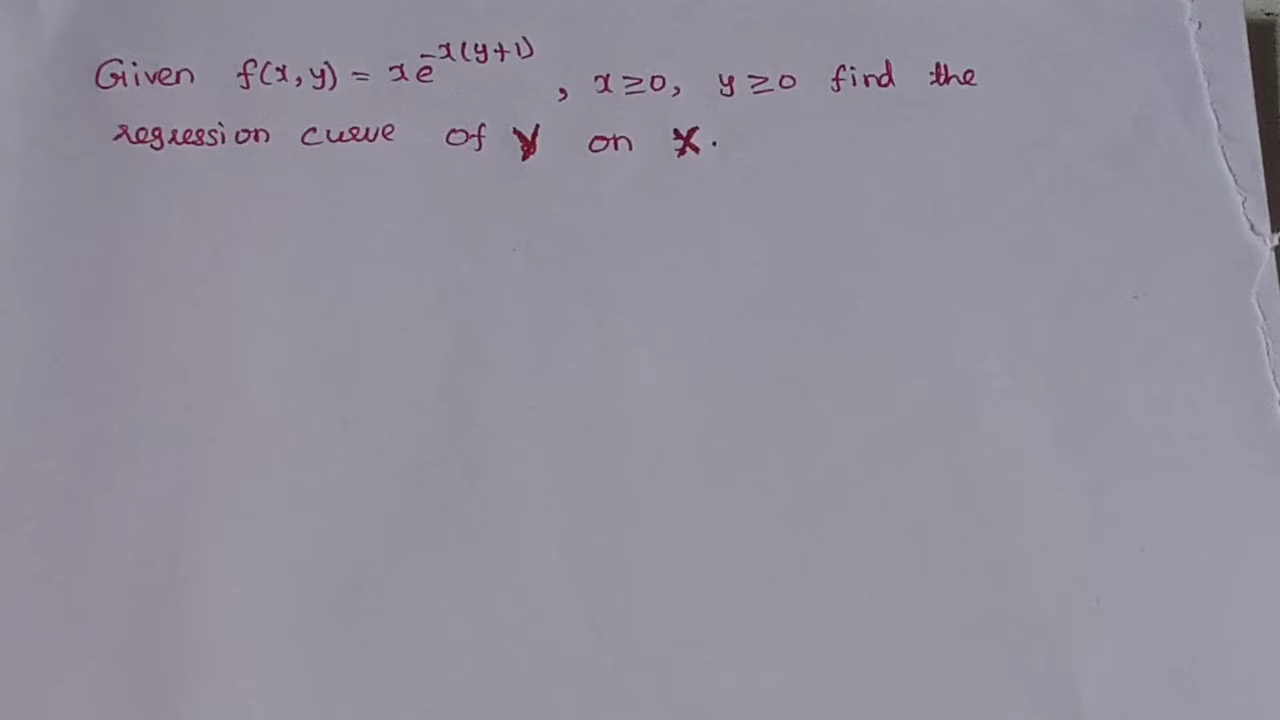 Given f(x,y) = xe^{-x(y+1)}, x≥0, y≥0 find the
regression curve of Y on X.